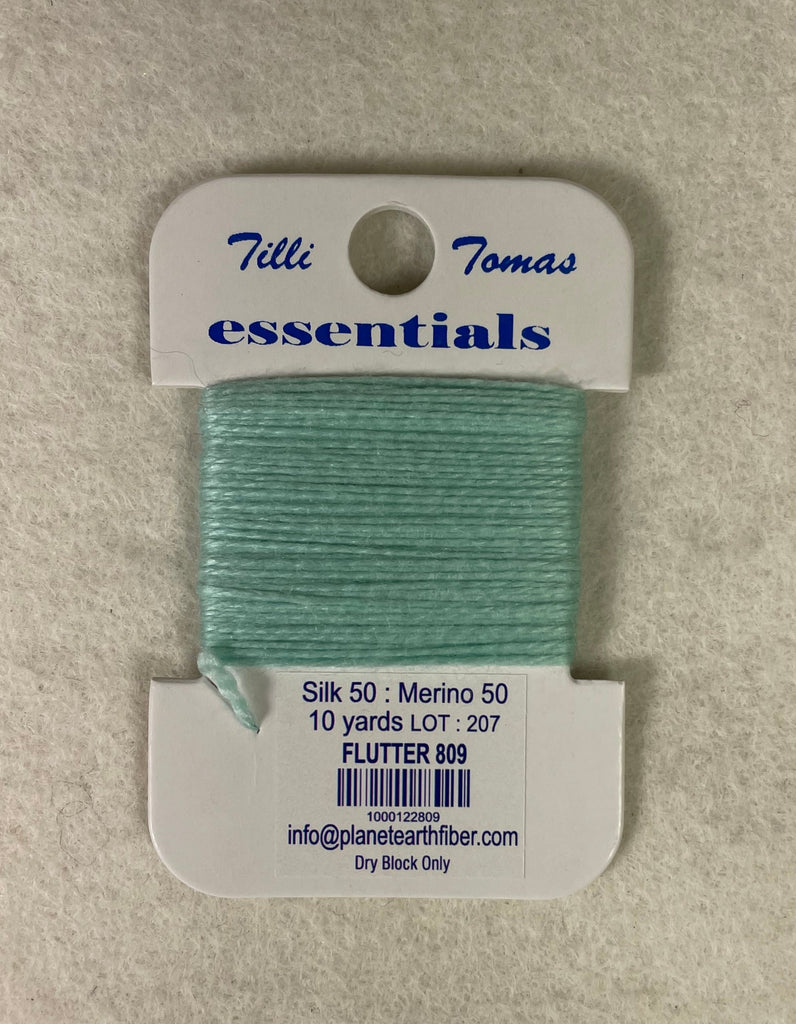 Tilli Tomas
essentials
Silk 50 : Merino 50
10 yards LOT : 207
FLUTTER 809
1000122809
info@planetearthfiber.com
Dry Block Only